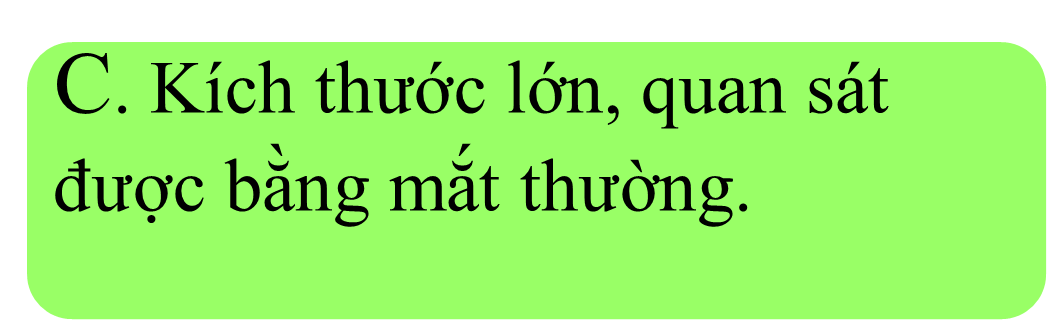 C. Kích thước lớn, quan sát
được bằng mắt thường.